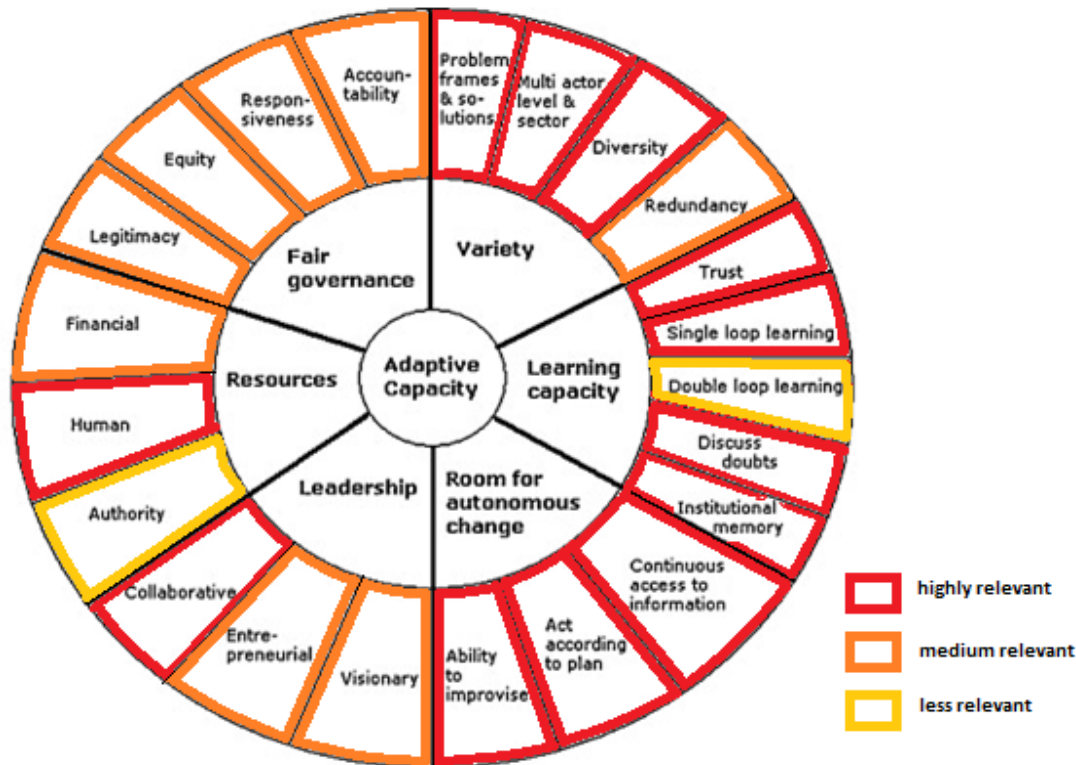 Problem
frames
& so-
lutions
Multi actor
level &
sector
Diversity
Redundancy
Trust
Single loop learning
Double loop learning
Discuss
doubts
Institutional
memory
Continuous
access to
information
Act
according
to plan
Ability
to
improvise
Visionary
Entre-
preneurial
Collaborative
Authority
Human
Financial
Legitimacy
Equity
Respon-
siveness
Accoun-
tability
Fair
governance
Variety
Learning
capacity
Room for
autonomous
change
Leadership
Resources
Adaptive
Capacity
highly relevant
medium relevant
less relevant